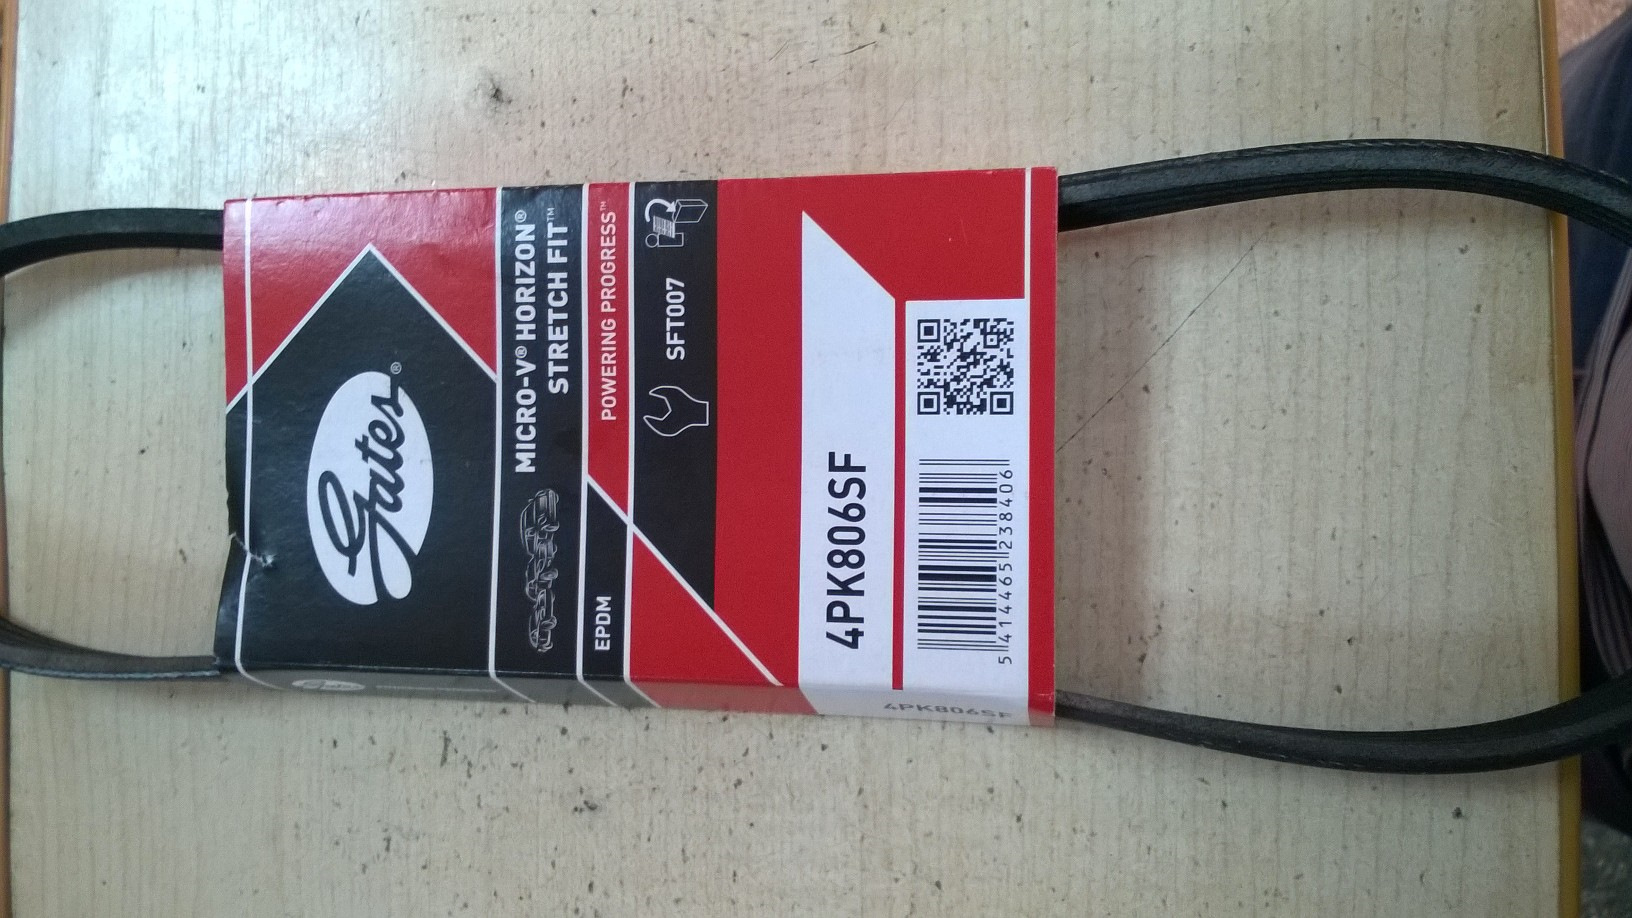 Gates®
MICRO-V® HORIZON®
STRETCH FIT™
POWERING PROGRESS™
EPDM
SFT007
4PK806SF
5 414465 238406
4PK806SF